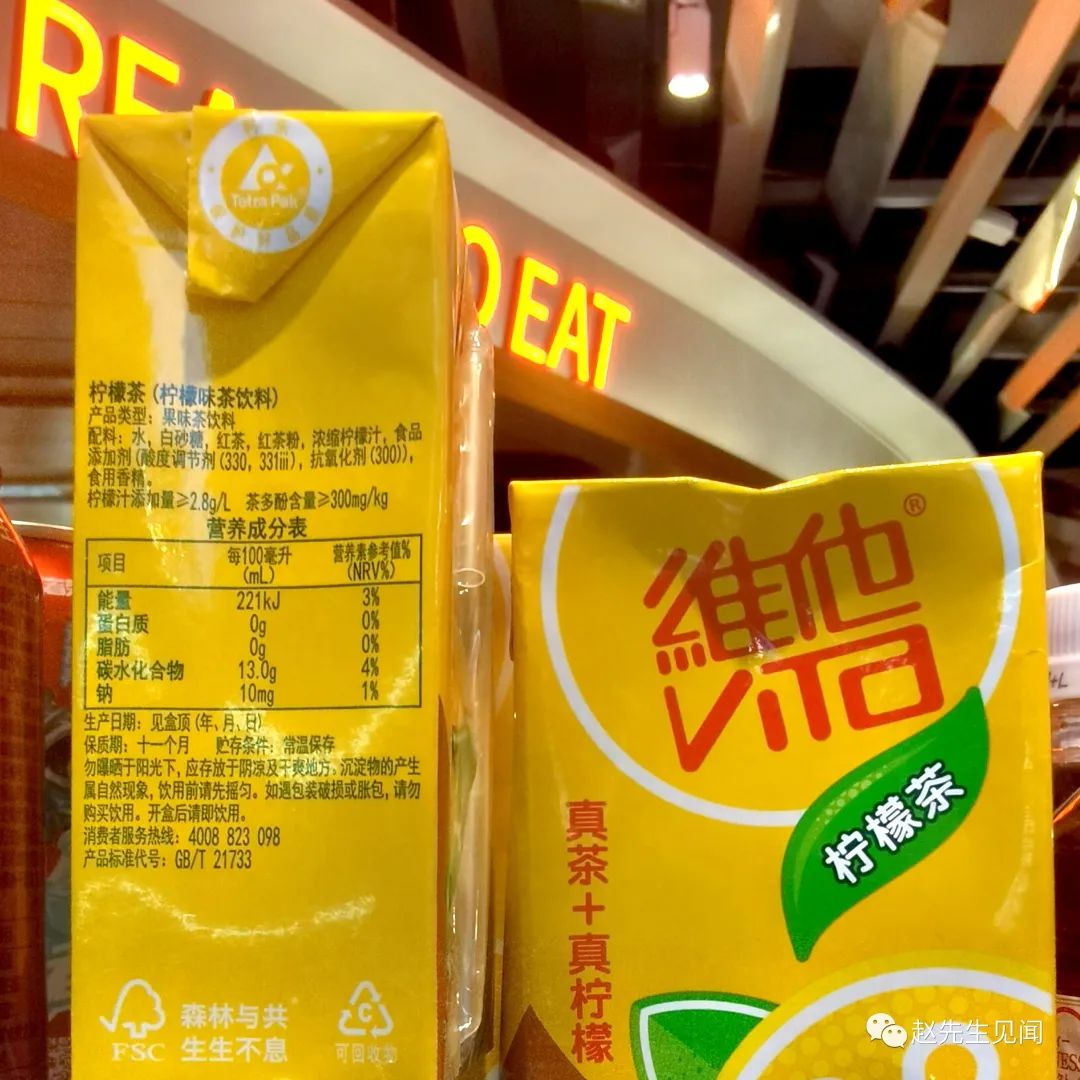 REA
O EAT
Tetra Pak
柠檬茶 (柠檬味茶饮料)
产品类型: 果味茶饮料
配料: 水, 白砂糖, 红茶, 红茶粉, 浓缩柠檬汁, 食品
添加剂 (酸度调节剂 (330, 331iii), 抗氧化剂 (300)),
食用香精。
柠檬汁添加量≥2.8g/L 茶多酚含量≥300mg/kg
营养成分表
项目 每100毫升(mL) 营养素参考值%(NRV%)
能量 221kJ 3%
蛋白质 0g 0%
脂肪 0g 0%
碳水化合物 13.0g 4%
钠 10mg 1%
生产日期: 见盒顶 (年、月、日)
保质期: 十一个月 贮存条件: 常温保存
勿曝晒于阳光下, 应存放于阴凉及干爽地方。沉淀物的产生
属自然现象, 饮用前请先摇匀。如遇包装破损或胀包, 请勿
购买饮用。开盒后请即饮用。
消费者服务热线: 4008 823 098
产品标准代号: GB/T 21733
FSC
森林与共
生生不息
可回收物
維他®
ViTa
柠檬茶
真茶+真柠檬
赵先生见闻